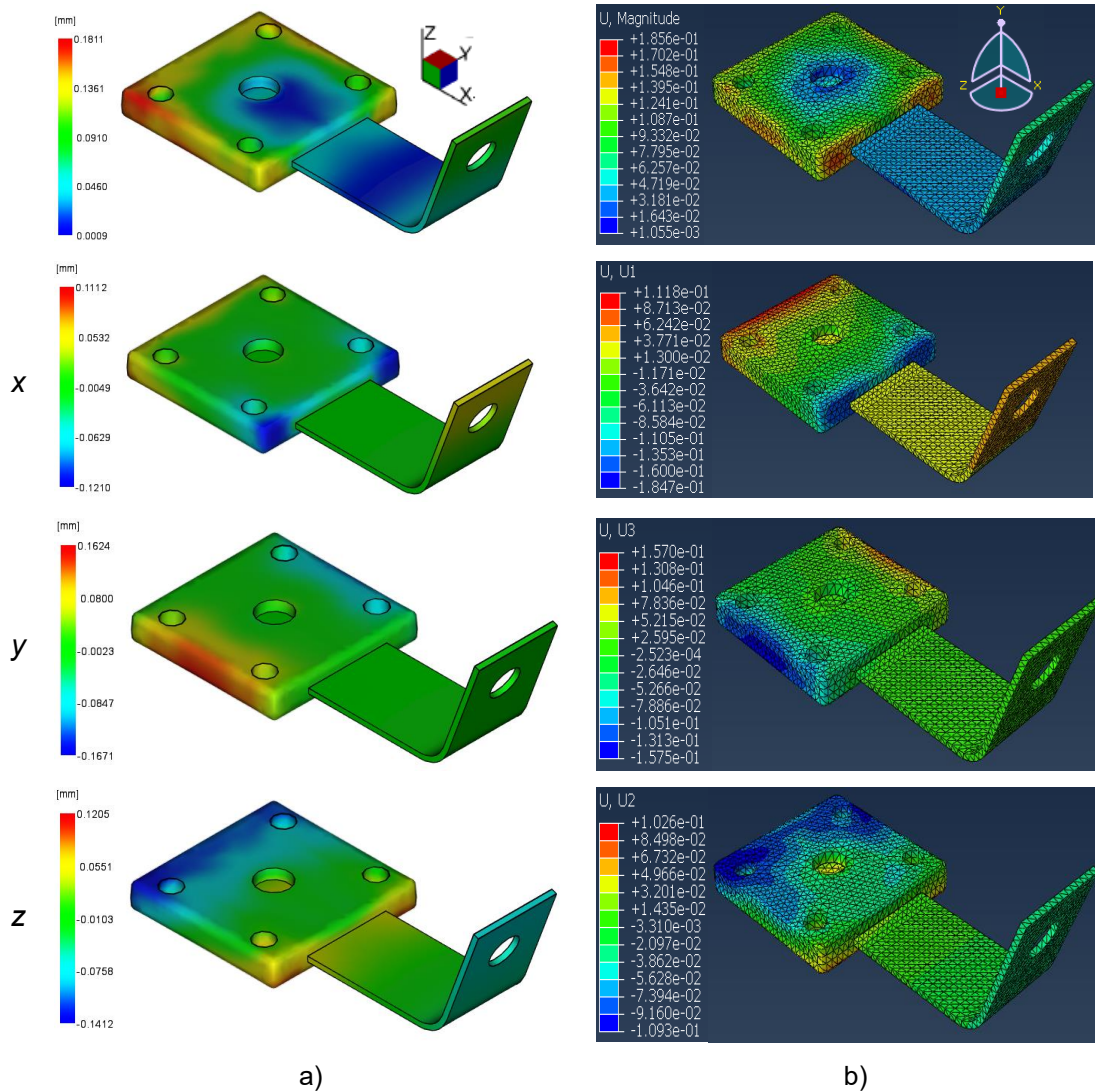 [mm]
0.1811
0.1361
0.0910
0.0460
0.0009
Z
Y
X
U, Magnitude
+1.856e-01
+1.702e-01
+1.548e-01
+1.395e-01
+1.241e-01
+1.087e-01
+9.332e-02
+7.795e-02
+6.257e-02
+4.719e-02
+3.181e-02
+1.643e-02
+1.055e-03
Y
Z
X
x
[mm]
0.1112
0.0532
-0.0049
-0.0629
-0.1210
U, U1
+1.118e-01
+8.713e-02
+6.242e-02
+3.771e-02
+1.300e-02
-1.171e-02
-3.642e-02
-6.113e-02
-8.584e-02
-1.105e-01
-1.353e-01
-1.600e-01
-1.847e-01
y
[mm]
0.1624
0.0800
-0.0023
-0.0847
-0.1671
U, U3
+1.570e-01
+1.308e-01
+1.046e-01
+7.836e-02
+5.215e-02
+2.595e-02
-2.523e-04
-2.646e-02
-5.266e-02
-7.886e-02
-1.051e-01
-1.313e-01
-1.575e-01
z
[mm]
0.1205
0.0551
-0.0103
-0.0758
-0.1412
U, U2
+1.026e-01
+8.498e-02
+6.732e-02
+4.966e-02
+3.201e-02
+1.435e-02
-3.310e-03
-2.097e-02
-3.862e-02
-5.628e-02
-7.394e-02
-9.160e-02
-1.093e-01
a)
b)